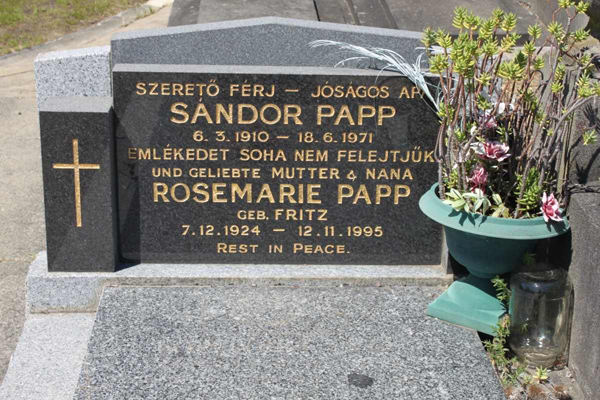 SZERETŐ FÉRJ — JÓSÁGOS
SÁNDOR PAPP
6.3.1910 — 18.6.1971
EMLÉKEDET SOHA NEM FELEJTJÜK
UND GELIEBTE MUTTER & NANA
ROSEMARIE PAPP
GEB. FRITZ
7.12.1924 — 12.11.1995
REST IN PEACE.